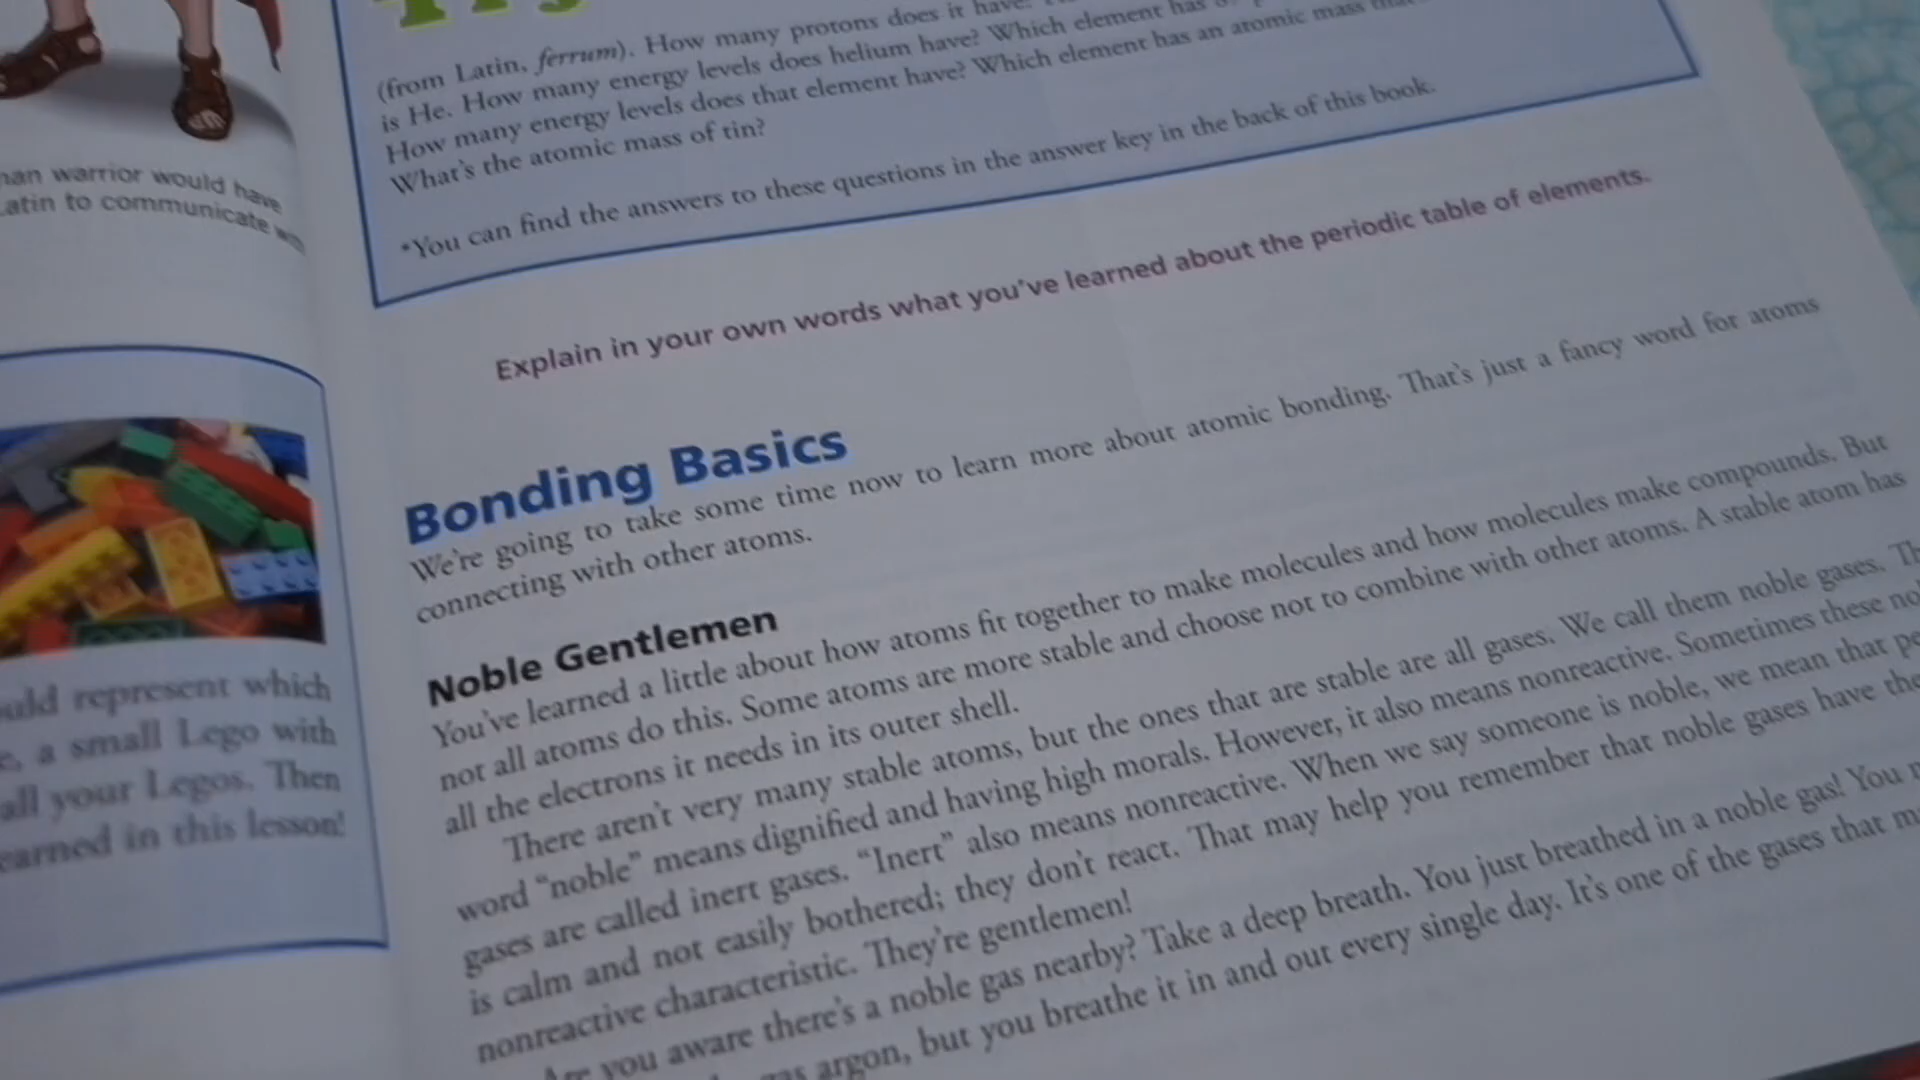 man warrior would have
Latin to communicate with
ould represent which
e, a small Lego with
all your Legos. Then
earned in this lesson!
(from Latin, ferrum). How many protons does it have?
is He. How many energy levels does helium have? Which element has
How many energy levels does that element have? Which element has an atomic mass
What's the atomic mass of tin?
*You can find the answers to these questions in the answer key in the back of this book.
Explain in your own words what you've learned about the periodic table of elements.
Bonding Basics
We're going to take some time now to learn more about atomic bonding. That's just a fancy word for atoms
connecting with other atoms.
Noble Gentlemen
You've learned a little about how atoms fit together to make molecules and how molecules make compounds. But
not all atoms do this. Some atoms are more stable and choose not to combine with other atoms. A stable atom has
all the electrons it needs in its outer shell.
There aren't very many stable atoms, but the ones that are stable are all gases. We call them noble gases. Th
word "noble" means dignified and having high morals. However, it also means nonreactive. Sometimes these no
gases are called inert gases. "Inert" also means nonreactive. When we say someone is noble, we mean that pe
is calm and not easily bothered; they don't react. That may help you remember that noble gases have the
nonreactive characteristic. They're gentlemen!
Are you aware there's a noble gas nearby? Take a deep breath. You just breathed in a noble gas! You
gas argon, but you breathe it in and out every single day. It's one of the gases that